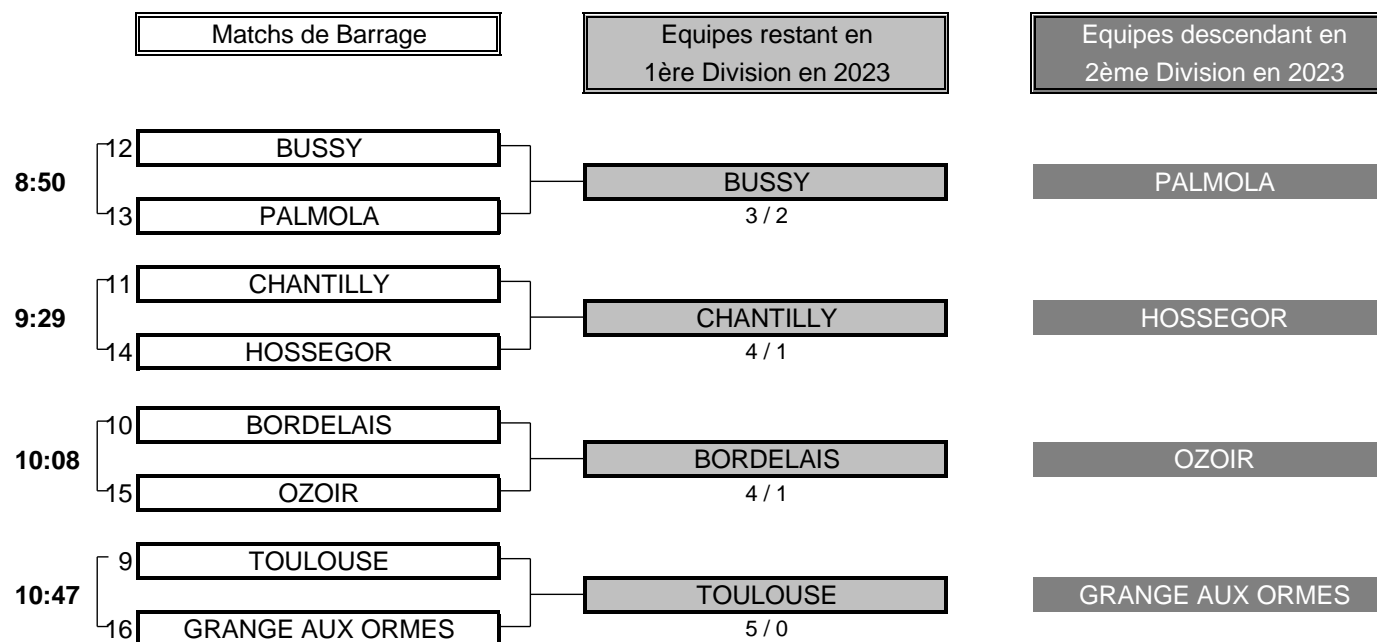 Matchs de Barrage
Equipes restant en
1ère Division en 2023
Equipes descendant en
2ème Division en 2023
12 BUSSY
8:50 BUSSY PALMOLA
13 PALMOLA 3 / 2
11 CHANTILLY
9:29 CHANTILLY HOSSEGOR
14 HOSSEGOR 4 / 1
10 BORDELAIS
10:08 BORDELAIS OZOIR
15 OZOIR 4 / 1
9 TOULOUSE
10:47 TOULOUSE GRANGE AUX ORMES
16 GRANGE AUX ORMES 5 / 0